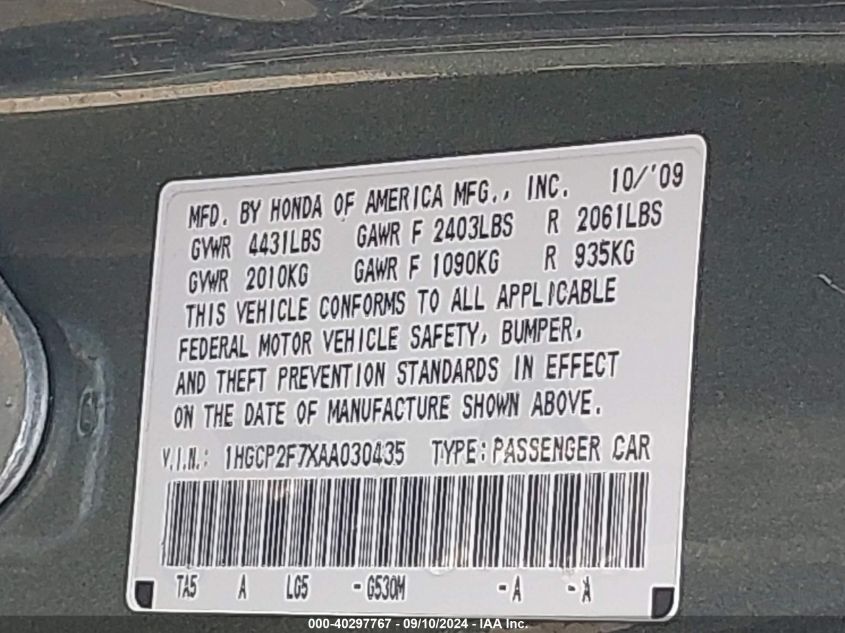 MFD. BY HONDA OF AMERICA MFG., INC. 10/'09
GVWR 4431LBS GAWR F 2403LBS R 2061LBS
GVWR 2010KG GAWR F 1090KG R 935KG
THIS VEHICLE CONFORMS TO ALL APPLICABLE
FEDERAL MOTOR VEHICLE SAFETY, BUMPER,
AND THEFT PREVENTION STANDARDS IN EFFECT
ON THE DATE OF MANUFACTURE SHOWN ABOVE.
V.I.N.: 1HGCP2F7XAA030435 TYPE: PASSENGER CAR
TA5 A LG5 -G530M -A -A
000-40297767 - 09/10/2024 - IAA Inc.